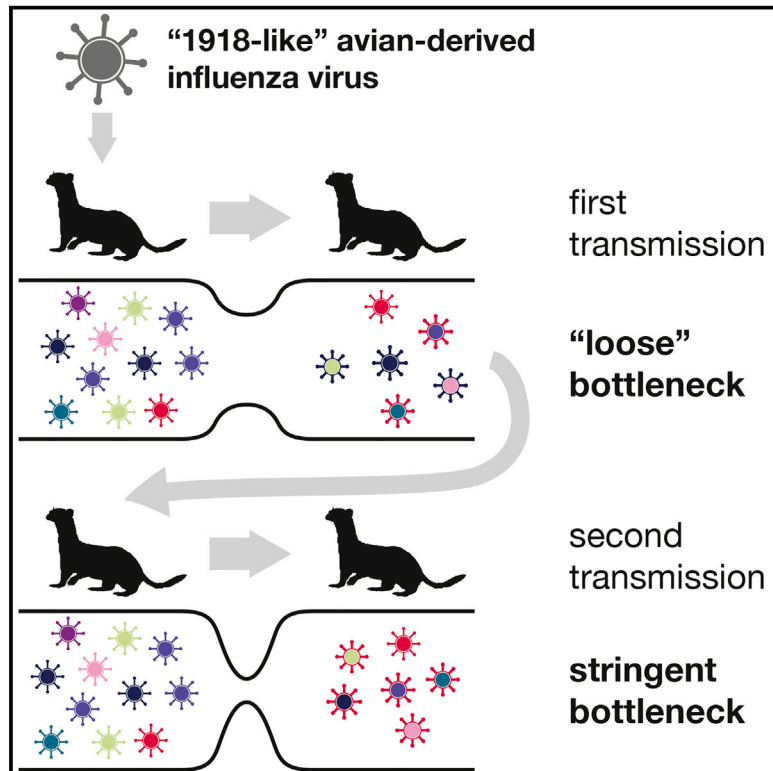 “1918-like” avian-derived
influenza virus
first
transmission
“loose”
bottleneck
second
transmission
stringent
bottleneck